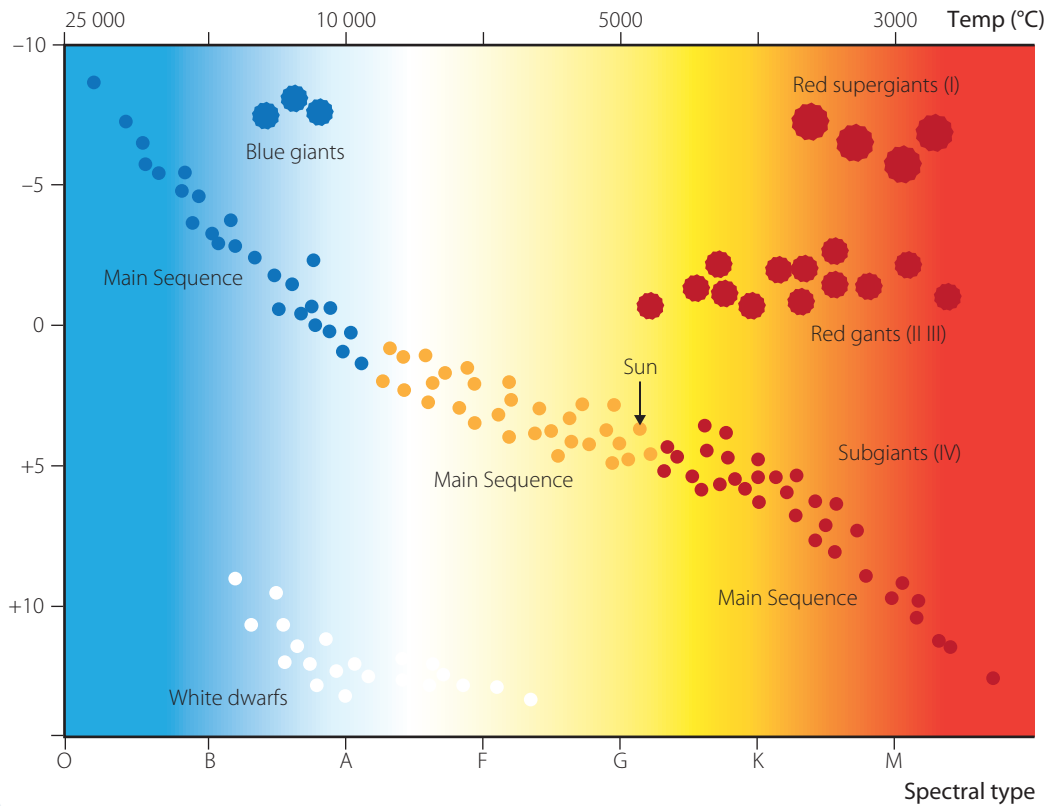 25 000 10 000 5000 3000 Temp (°C)
–10
Red supergiants (I)
Blue giants
–5
Main Sequence
0
Red gants (II III)
Sun
Subgiants (IV)
+5
Main Sequence
Main Sequence
+10
White dwarfs
O B A F G K M
Spectral type